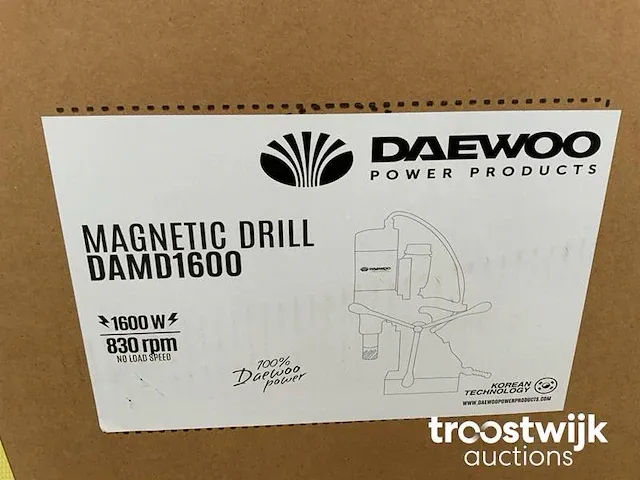 DAEWOO
POWER PRODUCTS
MAGNETIC DRILL
DAMD1600
1600 W
830 rpm
NO LOAD SPEED
DAEWOO
100%
Daewoo
power
KOREAN
TECHNOLOGY
WWW.DAEWOOPOWERPRODUCTS.COM
troostwijk
auctions